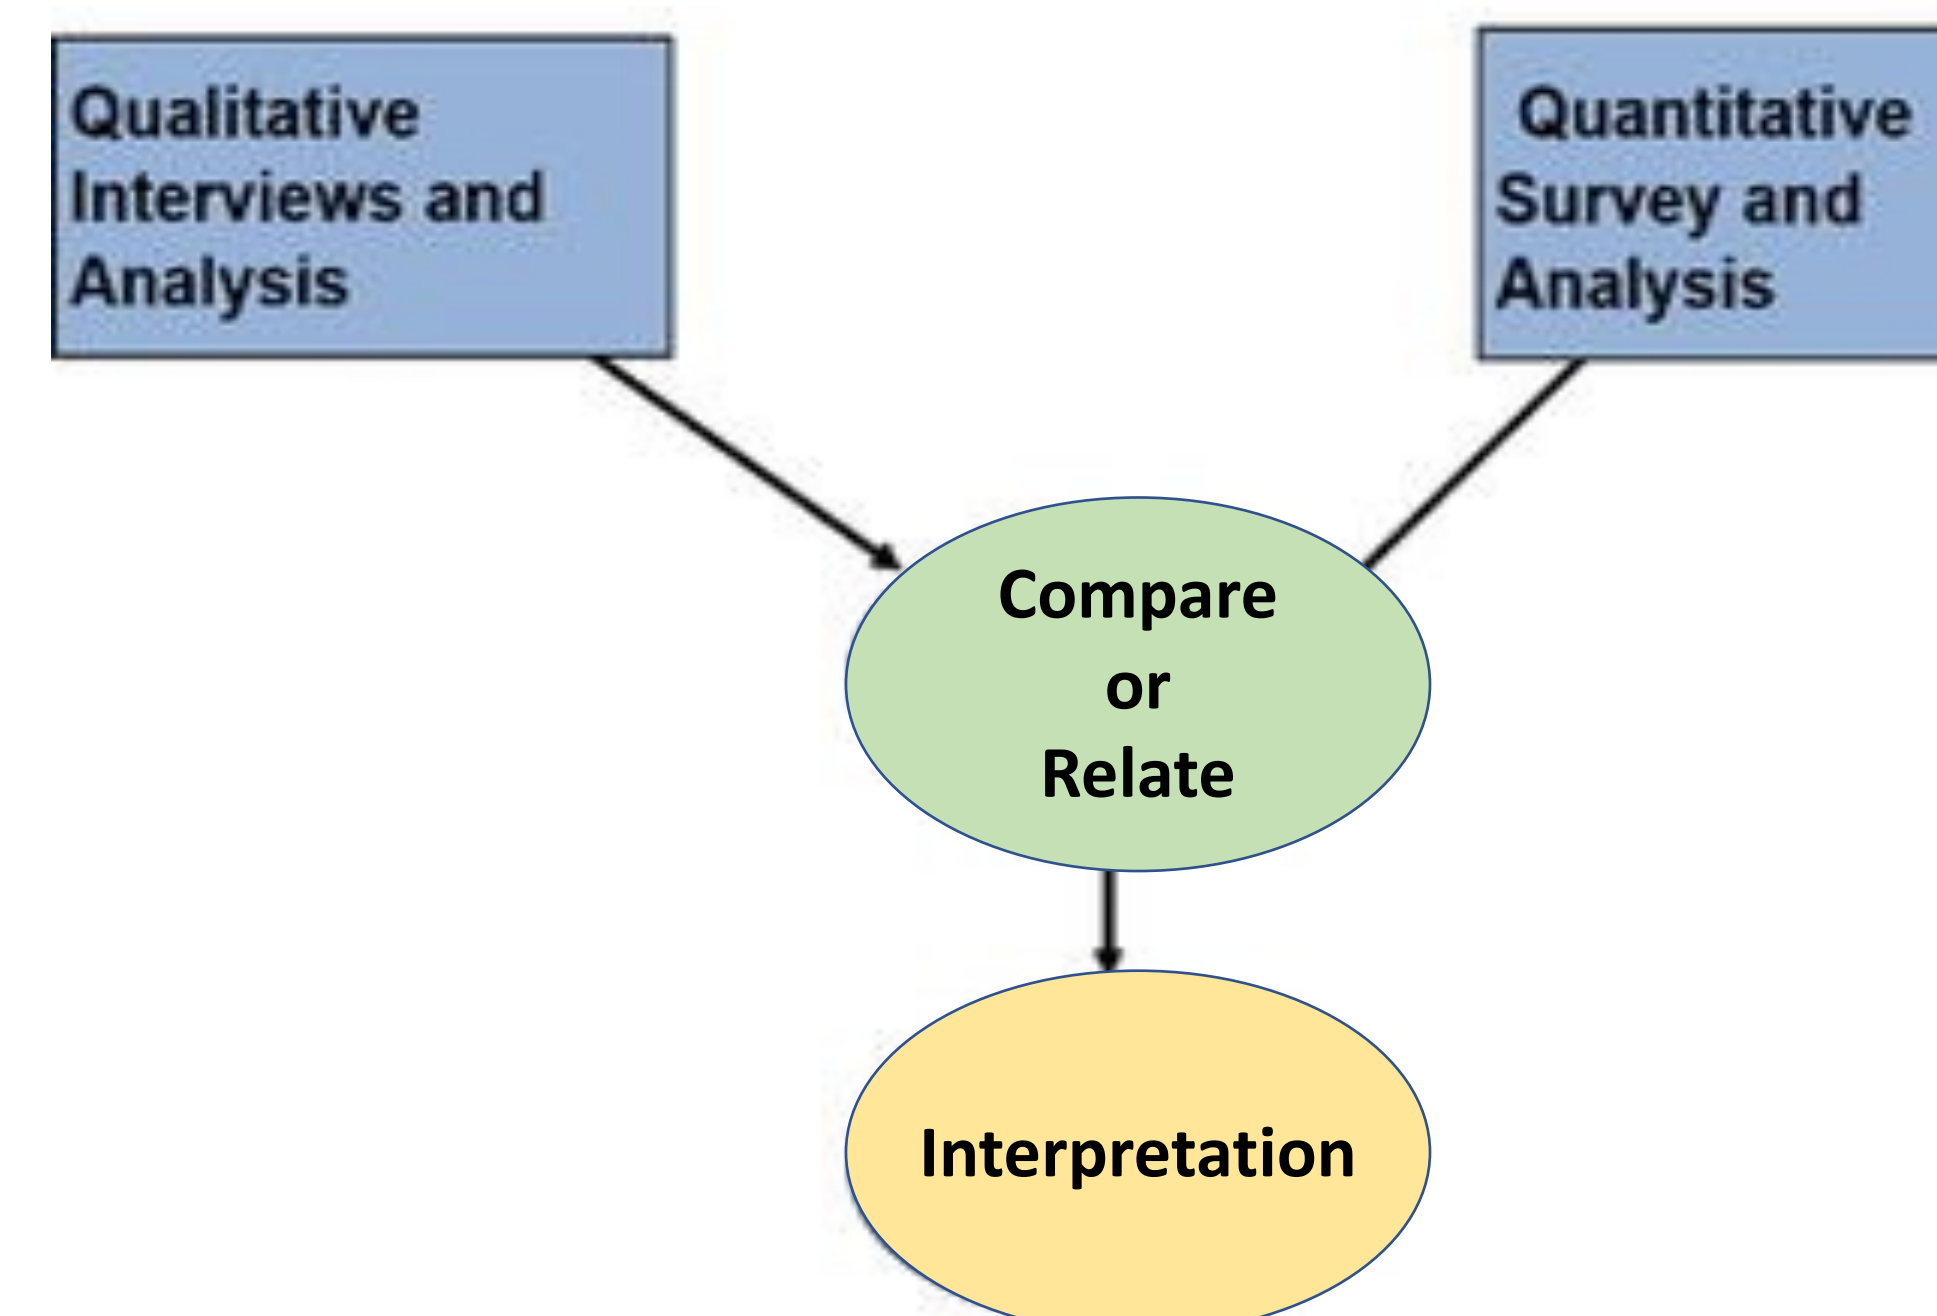 Qualitative
Interviews and
Analysis
Quantitative
Survey and
Analysis
Compare
or
Relate
Interpretation